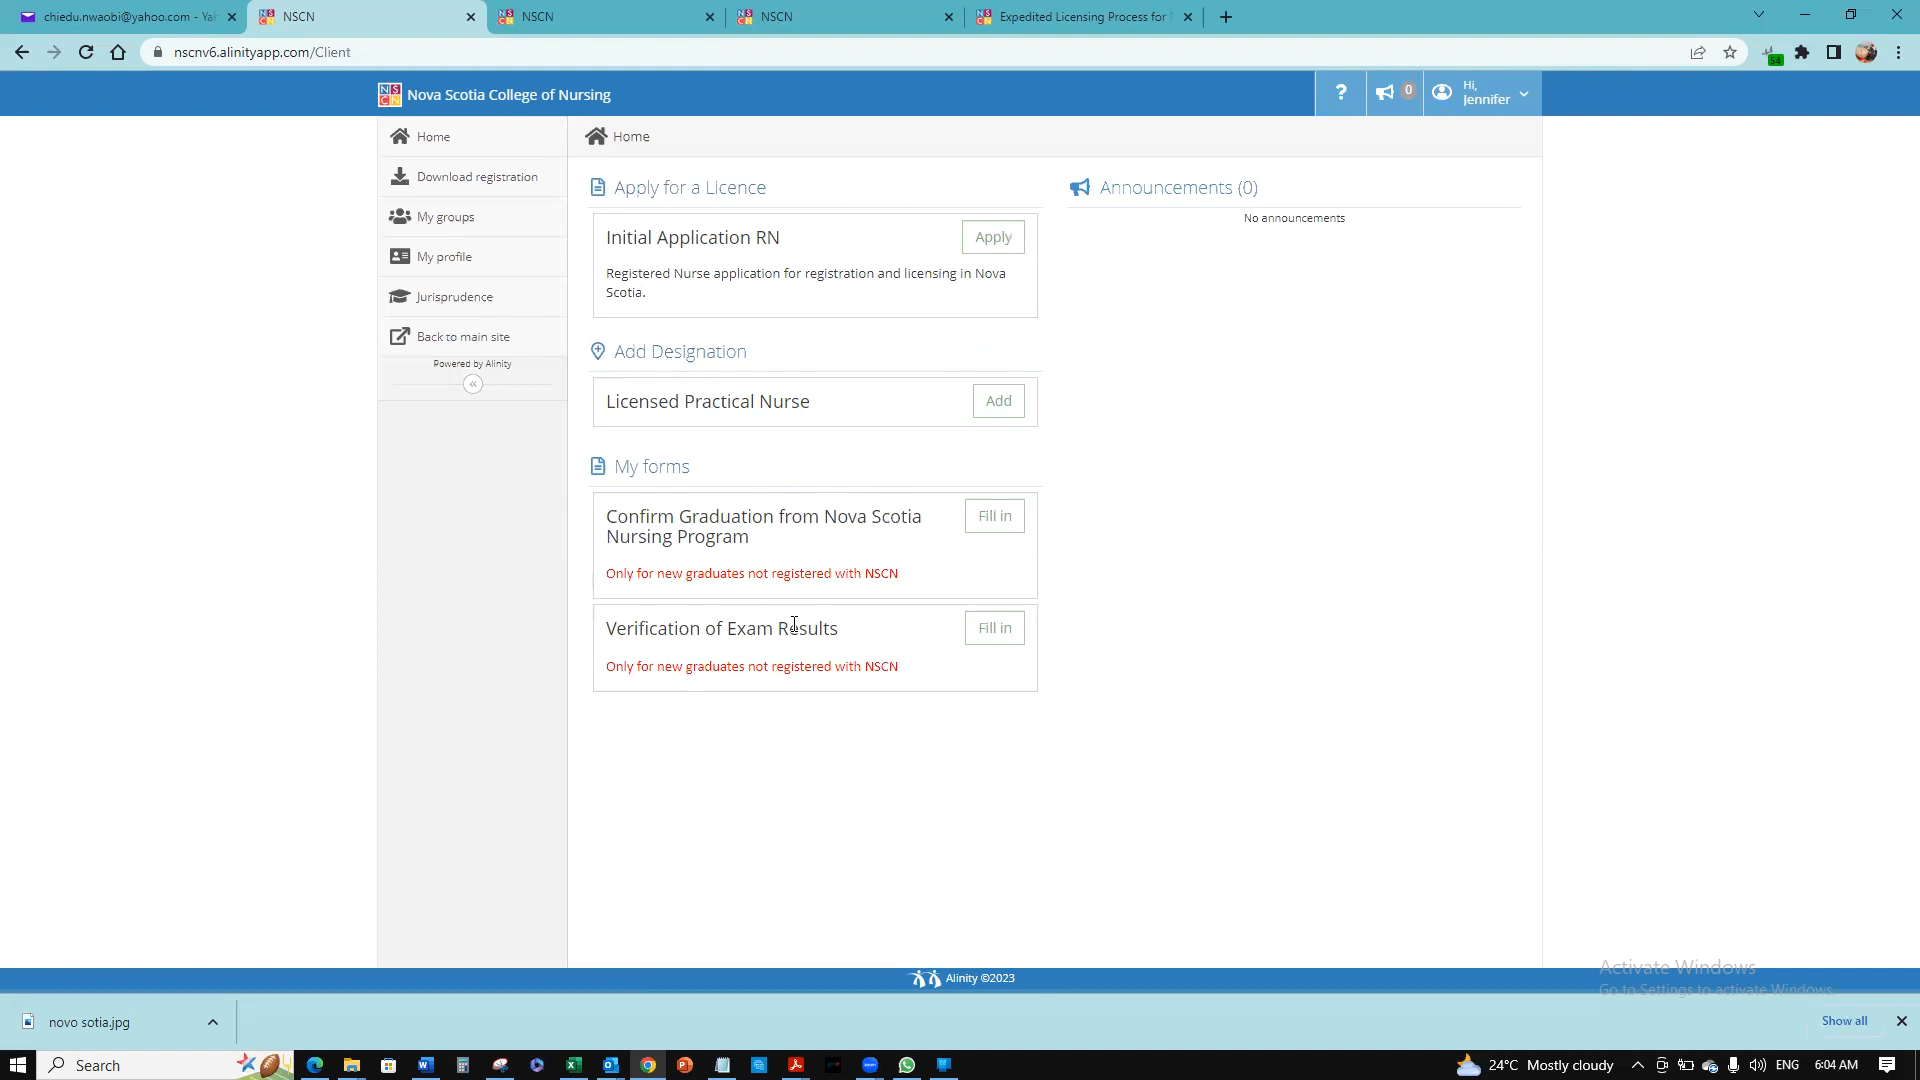 chiedu.nwaobi@yahoo.com - Ya
NSCN
NSCN
NSCN
Expedited Licensing Process for
nscnv6.alinityapp.com/Client
54
NSCN Nova Scotia College of Nursing
?
0
Hi,
Jennifer
Home
Download registration
My groups
My profile
Jurisprudence
Back to main site
Powered by Alinity
«
Home
Apply for a Licence
Initial Application RN
Apply
Registered Nurse application for registration and licensing in Nova
Scotia.
Add Designation
Licensed Practical Nurse
Add
My forms
Confirm Graduation from Nova Scotia
Nursing Program
Fill in
Only for new graduates not registered with NSCN
Verification of Exam Results
Fill in
Only for new graduates not registered with NSCN
Announcements (0)
No announcements
Activate Windows
Go to Settings to activate Windows.
Alinity ©2023
novo sotia.jpg
Show all
Search
24°C Mostly cloudy
ENG
6:04 AM